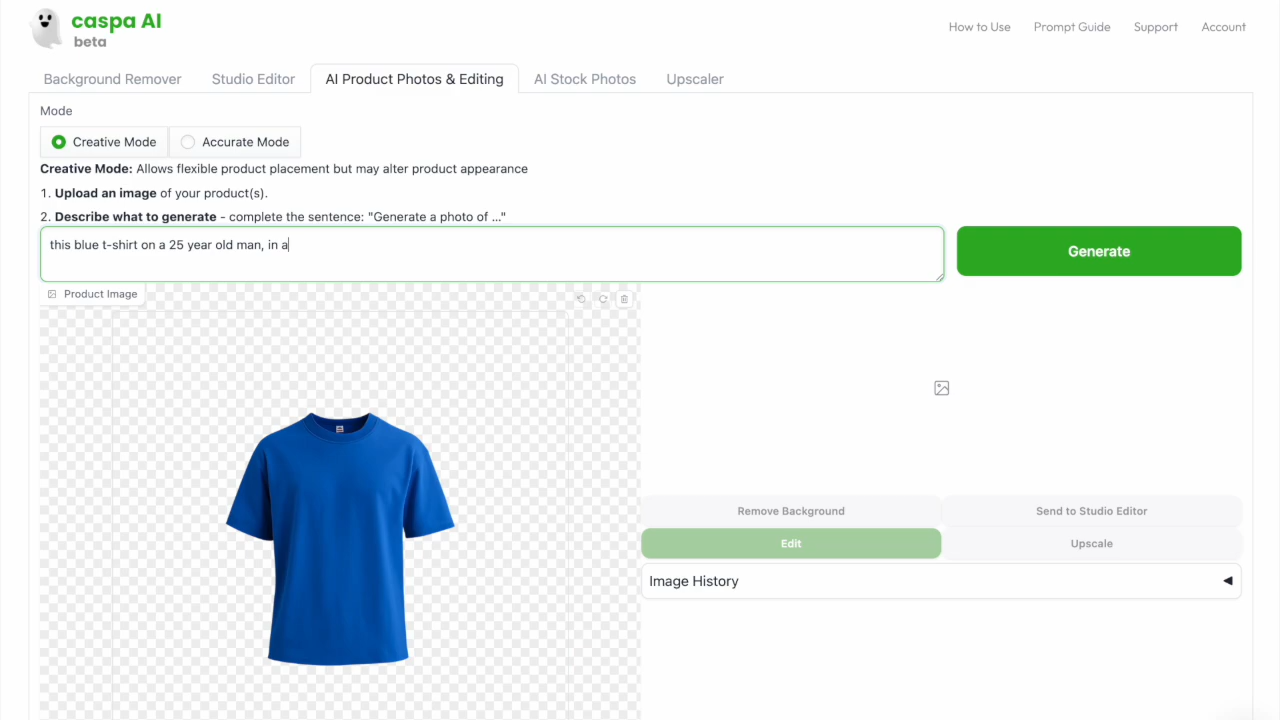 caspa AI
beta
How to Use Prompt Guide Support Account
Background Remover Studio Editor AI Product Photos & Editing AI Stock Photos Upscaler
Mode
Creative Mode Accurate Mode
Creative Mode: Allows flexible product placement but may alter product appearance
1. Upload an image of your product(s).
2. Describe what to generate - complete the sentence: "Generate a photo of ..."
this blue t-shirt on a 25 year old man, in a
Generate
Product Image
Remove Background Send to Studio Editor
Edit Upscale
Image History